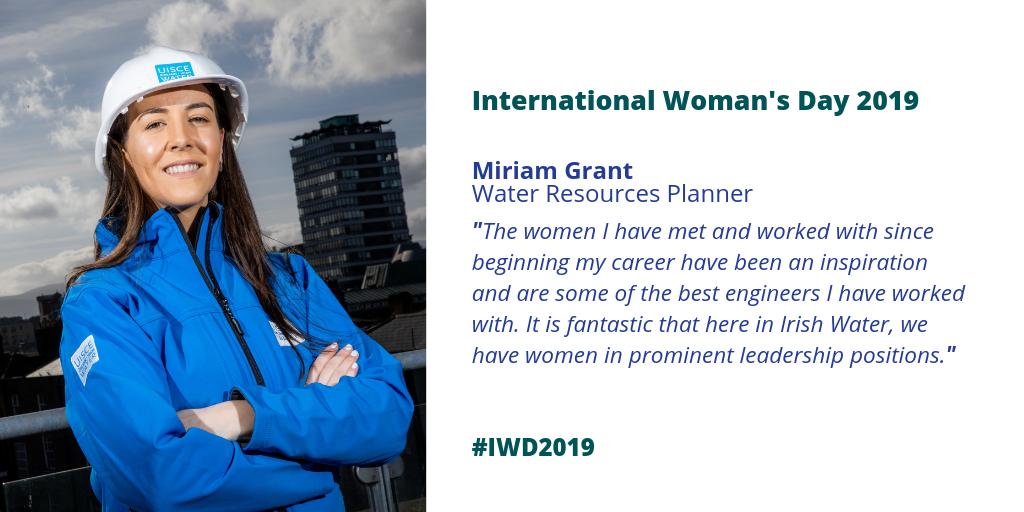 UISCE
WATER
International Woman's Day 2019
Miriam Grant
Water Resources Planner
"The women I have met and worked with since
beginning my career have been an inspiration
and are some of the best engineers I have worked
with. It is fantastic that here in Irish Water, we
have women in prominent leadership positions."
#IWD2019
UISCE